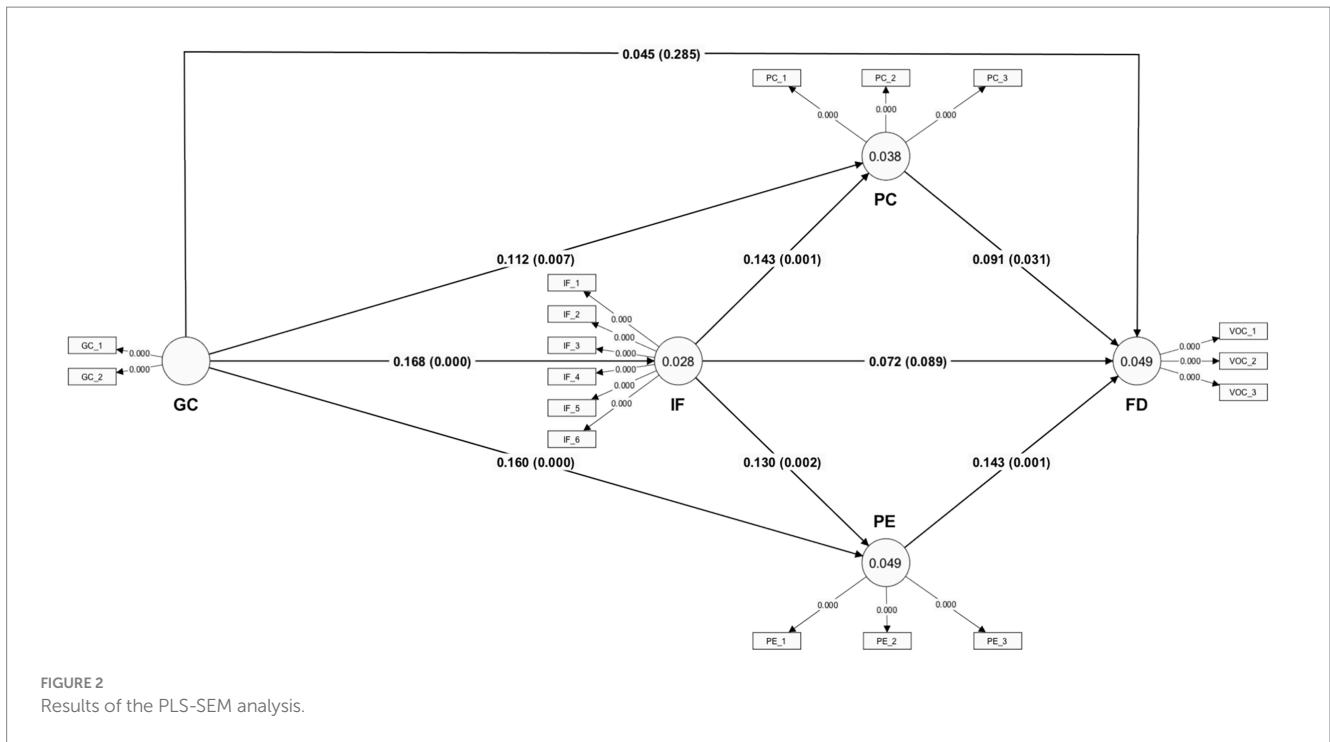 0.045 (0.285)
PC_1
PC_2
PC_3
0.000
0.000
0.000
0.038
PC
0.112 (0.007)
0.143 (0.001)
0.091 (0.031)
IF_1
IF_2
IF_3
IF_4
IF_5
IF_6
0.000
0.000
0.000
0.000
0.000
0.000
GC_1
GC_2
0.000
0.000
GC
0.168 (0.000)
0.028
IF
0.072 (0.089)
0.049
FD
0.000
0.000
0.000
VOC_1
VOC_2
VOC_3
0.160 (0.000)
0.130 (0.002)
0.143 (0.001)
PE
0.049
0.000
0.000
0.000
PE_1
PE_2
PE_3
FIGURE 2
Results of the PLS-SEM analysis.